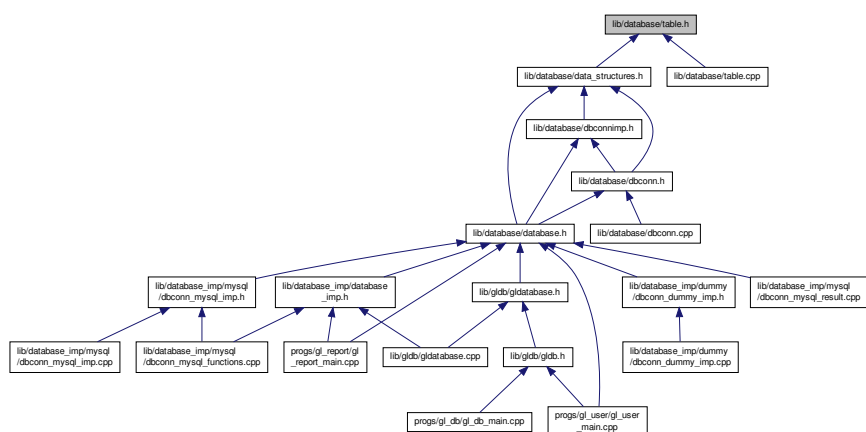 lib/database/table.h
lib/database/data_structures.h
lib/database/table.cpp
lib/database/dbconnimp.h
lib/database/dbconn.h
lib/database/database.h
lib/database/dbconn.cpp
lib/database_imp/mysql
/dbconn_mysql_imp.h
lib/database_imp/database
_imp.h
lib/gldb/gldatabase.h
lib/database_imp/dummy
/dbconn_dummy_imp.h
lib/database_imp/mysql
/dbconn_mysql_result.cpp
lib/database_imp/mysql
/dbconn_mysql_imp.cpp
lib/database_imp/mysql
/dbconn_mysql_functions.cpp
progs/gl_report/gl
_report_main.cpp
lib/gldb/gldatabase.cpp
lib/gldb/gldb.h
lib/database_imp/dummy
/dbconn_dummy_imp.cpp
progs/gl_db/gl_db_main.cpp
progs/gl_user/gl_user
_main.cpp